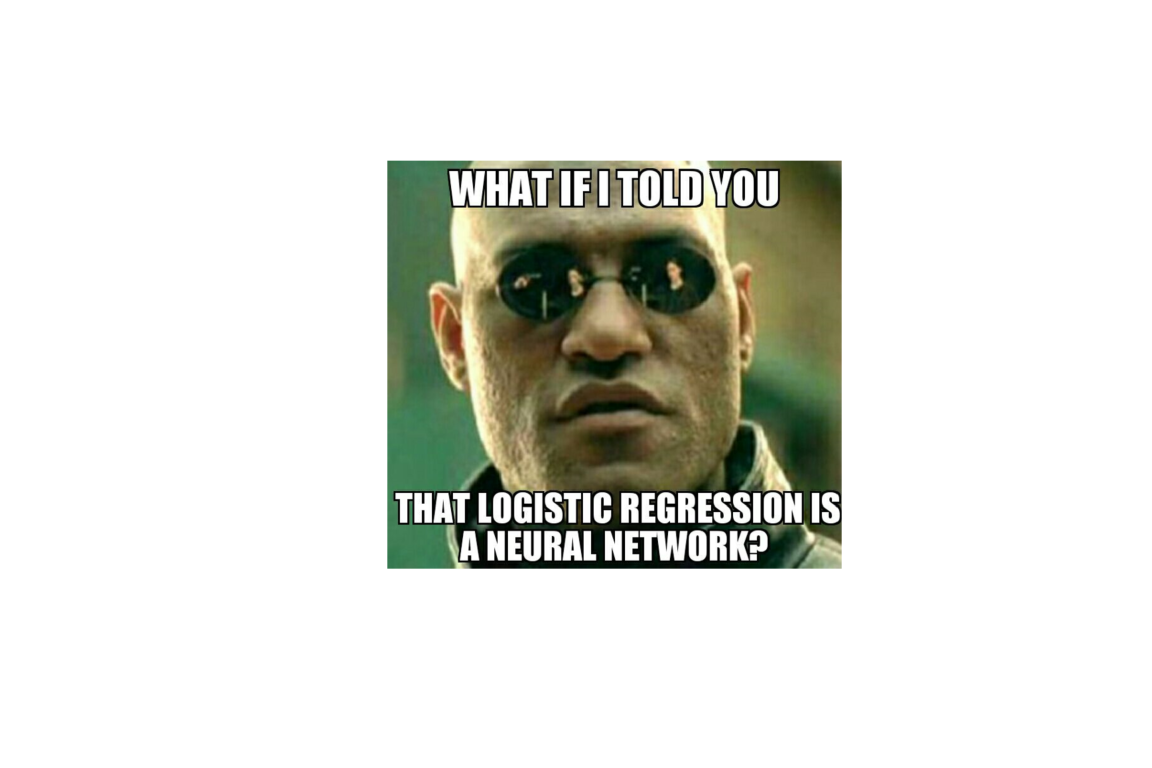 WHAT IF I TOLD YOU
THAT LOGISTIC REGRESSION IS
A NEURAL NETWORK?